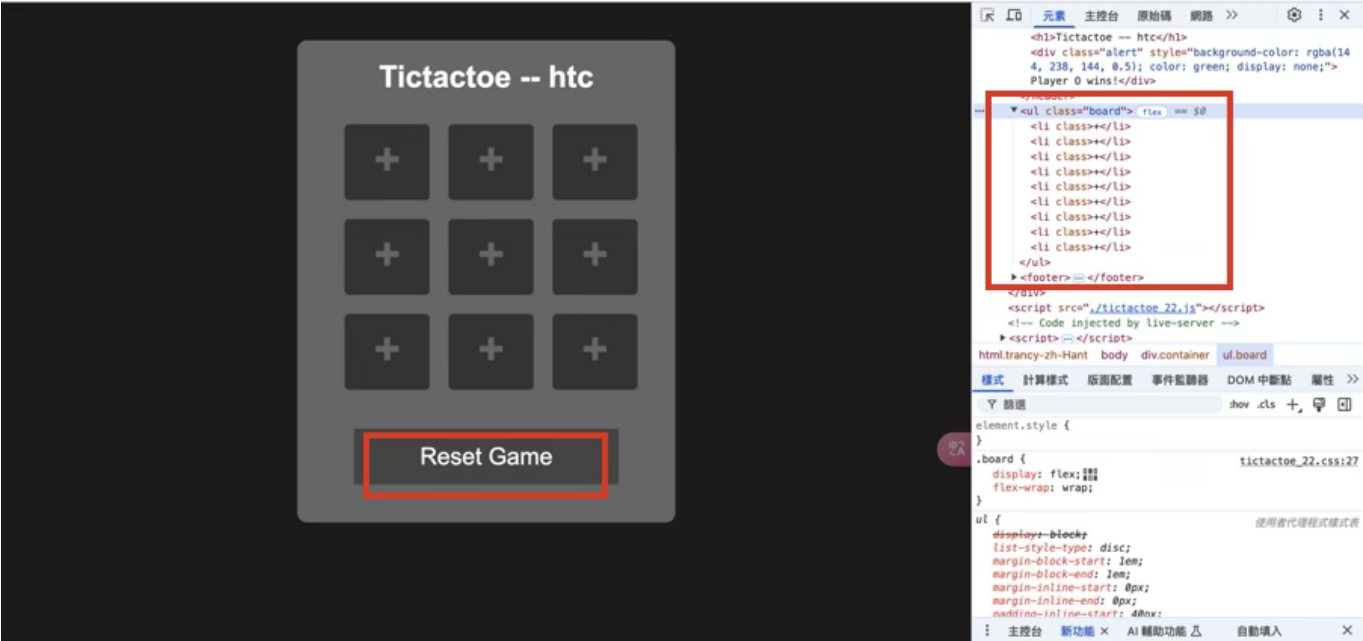 Tictactoe -- htc
+ + +
+ + +
+ + +
Reset Game
元素 主控台 原始碼 網路
<h1>Tictactoe -- htc</h1>
<div class="alert" style="background-color: rgba(14
4, 238, 144, 0.5); color: green; display: none;">
Player O wins!</div>
</header>
<ul class="board"> flex == $0
<li class>+</li>
<li class>+</li>
<li class>+</li>
<li class>+</li>
<li class>+</li>
<li class>+</li>
<li class>+</li>
<li class>+</li>
<li class>+</li>
</ul>
<footer>…</footer>
</div>
<script src="./tictactoe_22.js"></script>
<!-- Code injected by live-server -->
<script>…</script>
html.trancy-zh-Hant body div.container ul.board
樣式 計算樣式 版面配置 事件監聽器 DOM 中斷點 屬性
篩選 :hov .cls
element.style {
}
.board { tictactoe_22.css:27
display: flex;
flex-wrap: wrap;
}
ul { 使用者代理程式樣式表
display: block;
list-style-type: disc;
margin-block-start: 1em;
margin-block-end: 1em;
margin-inline-start: 0px;
margin-inline-end: 0px;
padding-inline-start: 40px;
主控台 新功能 AI 輔助功能 自動填入